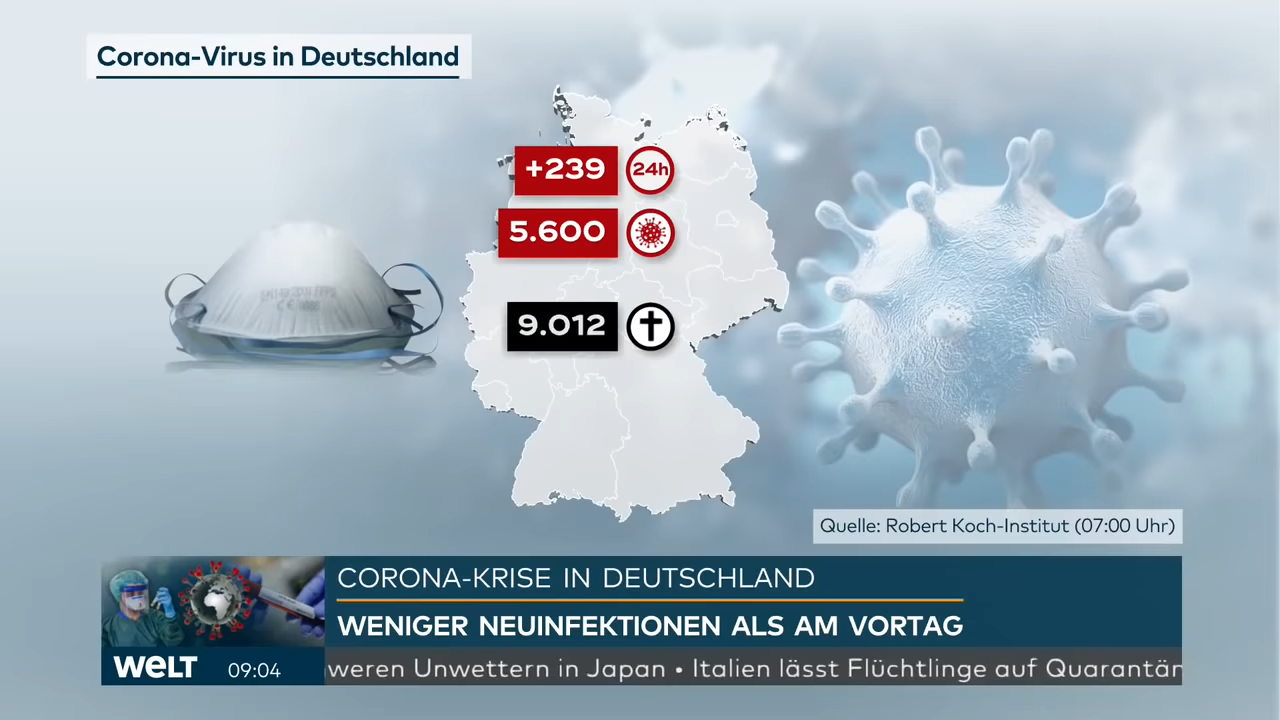 Corona-Virus in Deutschland
+239 24h
5.600
9.012
Quelle: Robert Koch-Institut (07:00 Uhr)
CORONA-KRISE IN DEUTSCHLAND
WENIGER NEUINFEKTIONEN ALS AM VORTAG
WELT 09:04
weren Unwettern in Japan • Italien lässt Flüchtlinge auf Quarantän